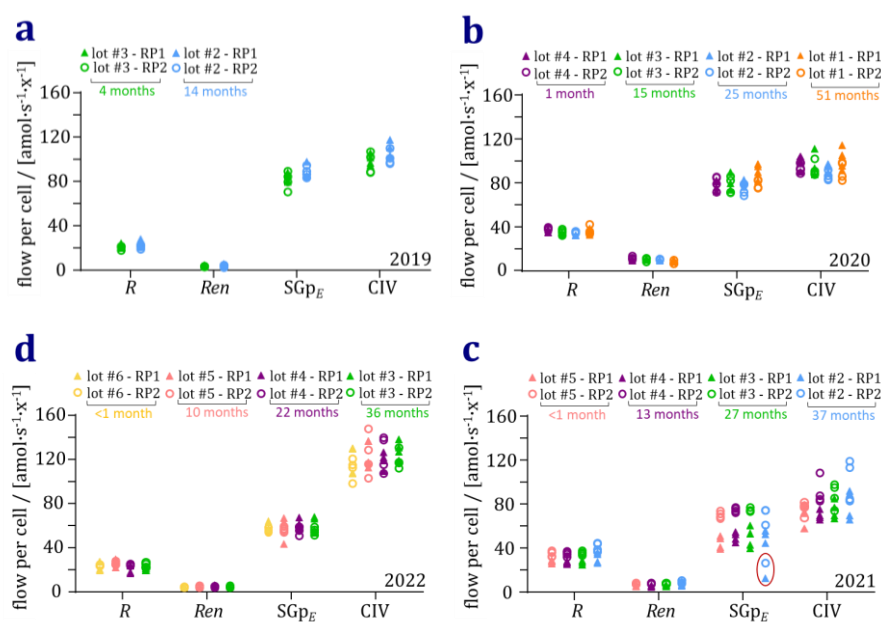 a
lot #3 - RP1 lot #2 - RP1
lot #3 - RP2 lot #2 - RP2
4 months 14 months
flow per cell / [amol·s⁻¹·x⁻¹]
160
120
80
40
0
2019
R Ren SGpE CIV
b
lot #4 - RP1 lot #3 - RP1 lot #2 - RP1 lot #1 - RP1
lot #4 - RP2 lot #3 - RP2 lot #2 - RP2 lot #1 - RP2
1 month 15 months 25 months 51 months
flow per cell / [amol·s⁻¹·x⁻¹]
160
120
80
40
0
2020
R Ren SGpE CIV
d
lot #6 - RP1 lot #5 - RP1 lot #4 - RP1 lot #3 - RP1
lot #6 - RP2 lot #5 - RP2 lot #4 - RP2 lot #3 - RP2
<1 month 10 months 22 months 36 months
flow per cell / [amol·s⁻¹·x⁻¹]
160
120
80
40
0
2022
R Ren SGpE CIV
c
lot #5 - RP1 lot #4 - RP1 lot #3 - RP1 lot #2 - RP1
lot #5 - RP2 lot #4 - RP2 lot #3 - RP2 lot #2 - RP2
<1 month 13 months 27 months 37 months
flow per cell / [amol·s⁻¹·x⁻¹]
160
120
80
40
0
2021
R Ren SGpE CIV